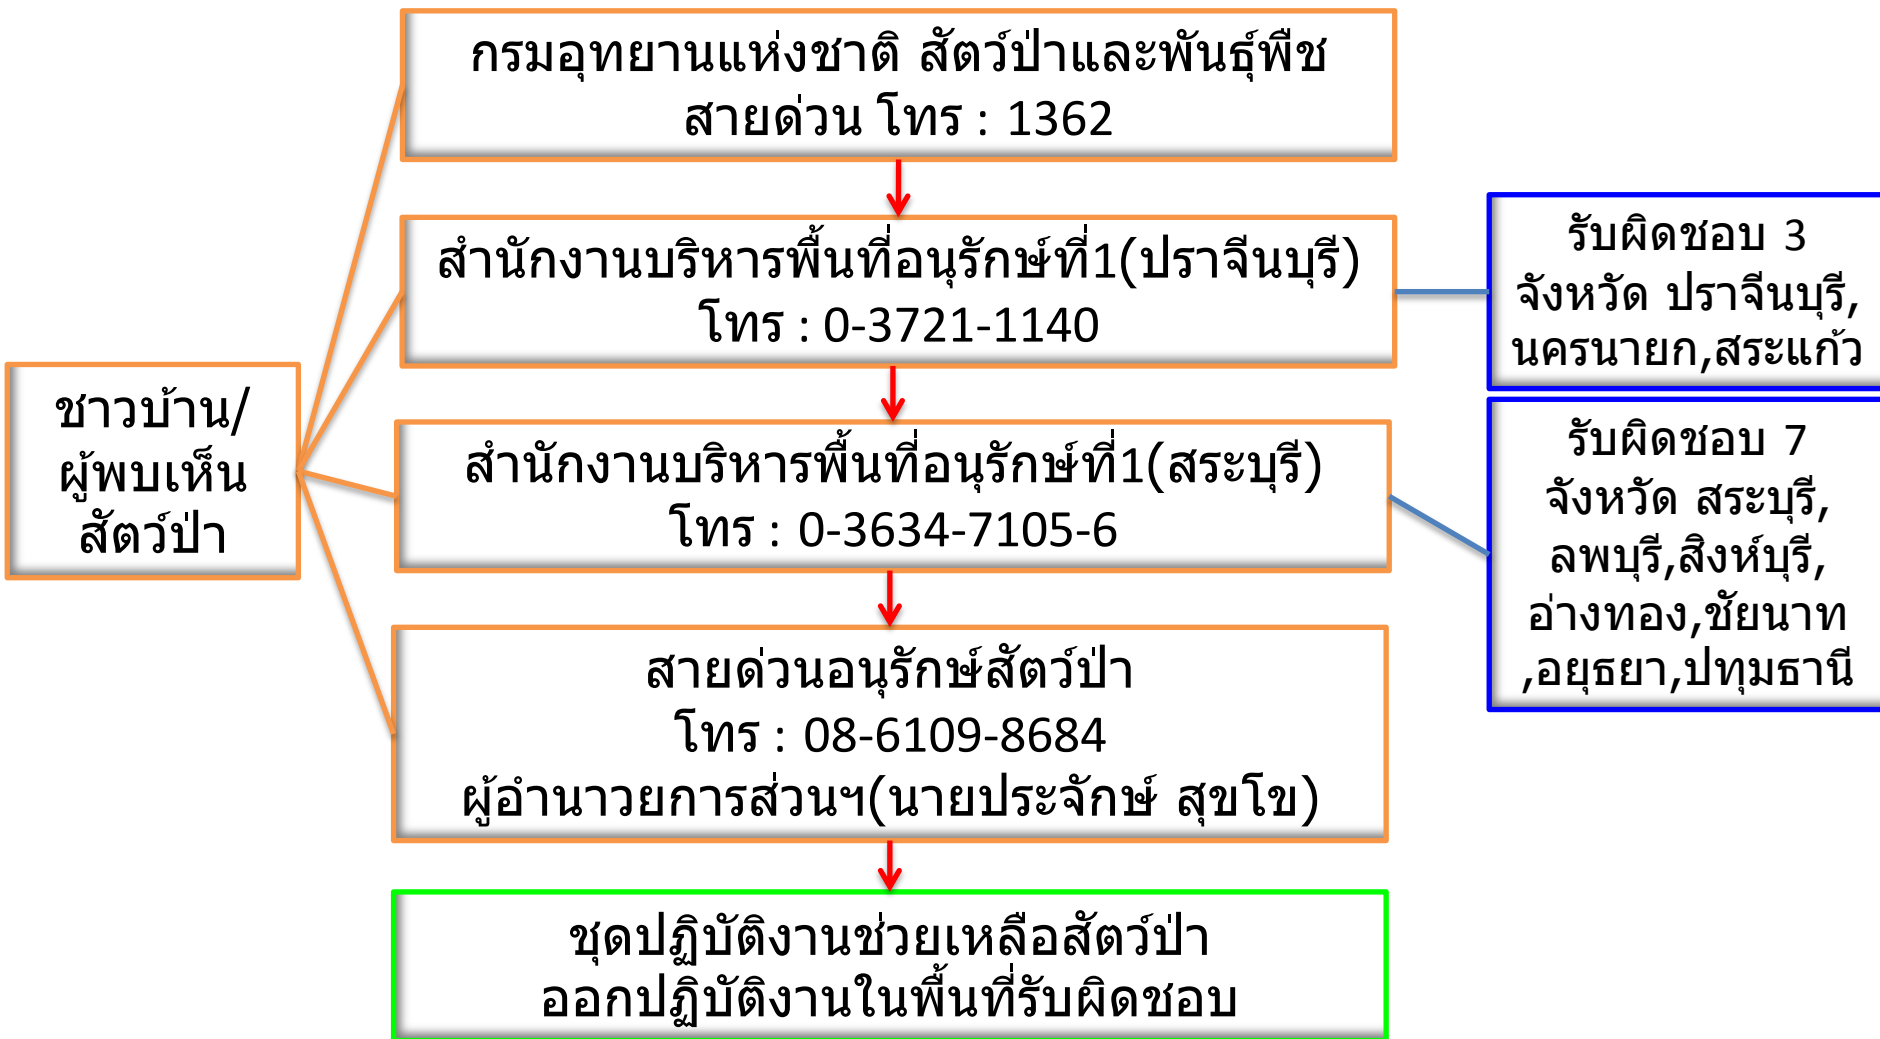 กรมอุทยานแห่งชาติ สัตว์ป่าและพันธุ์พืช
สายด่วน โทร : 1362
สำนักงานบริหารพื้นที่อนุรักษ์ที่1(ปราจีนบุรี)
โทร : 0-3721-1140
รับผิดชอบ 3
จังหวัด ปราจีนบุรี,
นครนายก,สระแก้ว
ชาวบ้าน/
ผู้พบเห็น
สัตว์ป่า
สำนักงานบริหารพื้นที่อนุรักษ์ที่1(สระบุรี)
โทร : 0-3634-7105-6
รับผิดชอบ 7
จังหวัด สระบุรี,
ลพบุรี,สิงห์บุรี,
อ่างทอง,ชัยนาท
,อยุธยา,ปทุมธานี
สายด่วนอนุรักษ์สัตว์ป่า
โทร : 08-6109-8684
ผู้อำนาวยการส่วนฯ(นายประจักษ์ สุขโข)
ชุดปฏิบัติงานช่วยเหลือสัตว์ป่า
ออกปฏิบัติงานในพื้นที่รับผิดชอบ